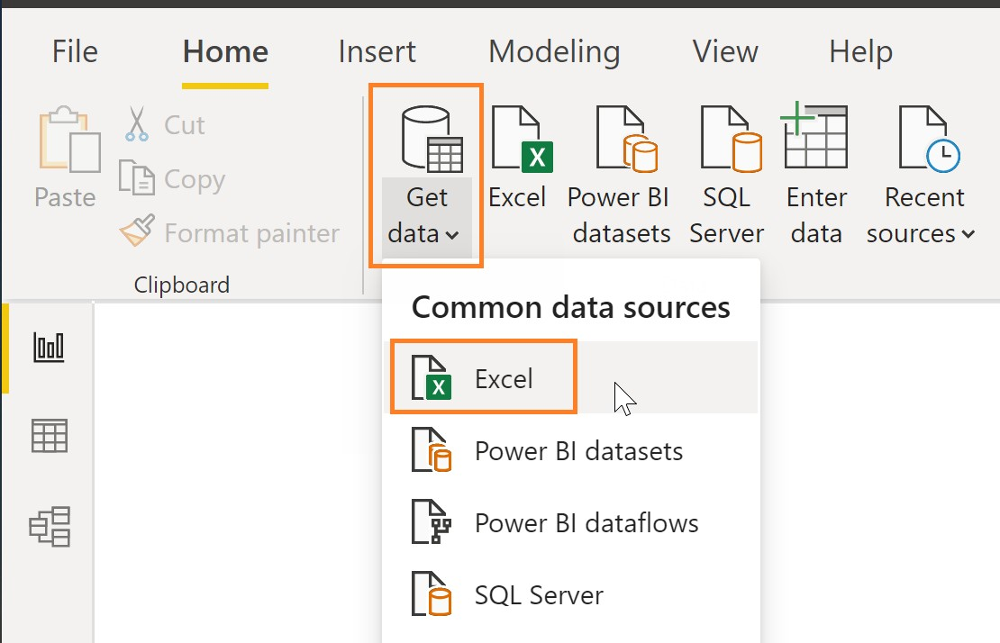 File Home Insert Modeling View Help
Paste
Cut
Copy
Format painter
Clipboard
Get
data
Excel
Power BI
datasets
SQL
Server
Enter
data
Recent
sources
Common data sources
Excel
Power BI datasets
Power BI dataflows
SQL Server